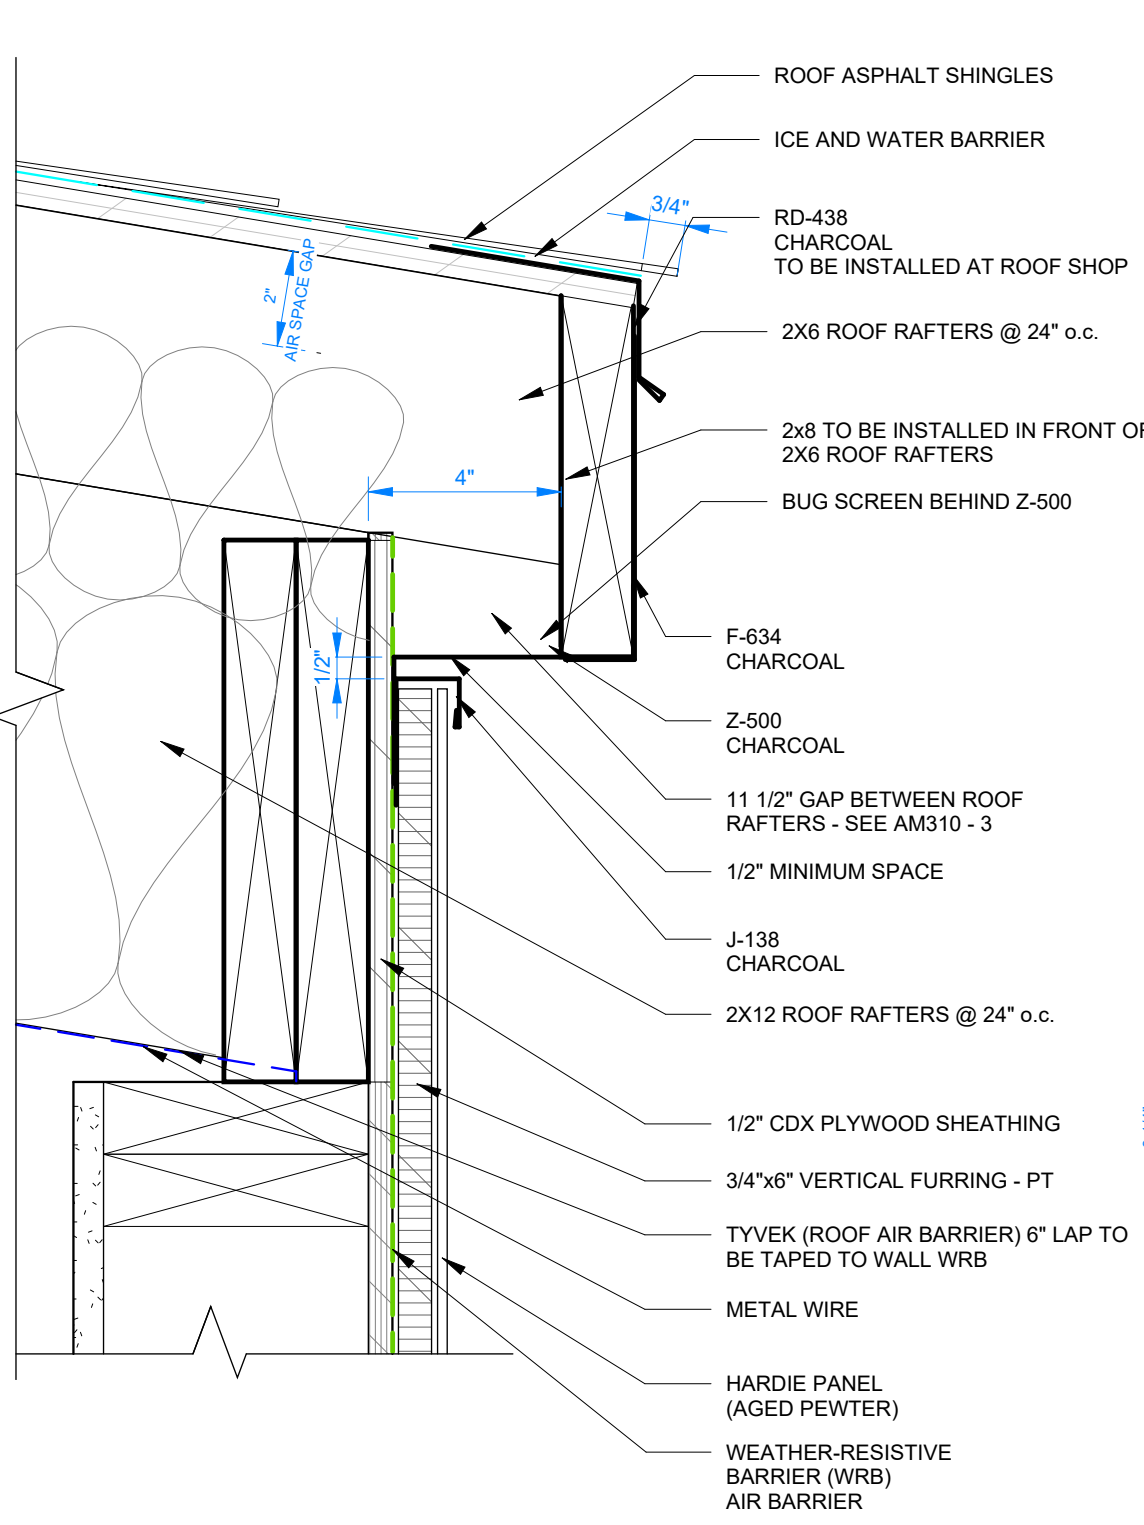 ROOF ASPHALT SHINGLES
ICE AND WATER BARRIER
3/4"
RD-438
CHARCOAL
TO BE INSTALLED AT ROOF SHOP
2"
AIR SPACE GAP
2X6 ROOF RAFTERS @ 24" o.c.
2x8 TO BE INSTALLED IN FRONT OF
2X6 ROOF RAFTERS
4"
BUG SCREEN BEHIND Z-500
F-634
CHARCOAL
1/2"
Z-500
CHARCOAL
11 1/2" GAP BETWEEN ROOF
RAFTERS - SEE AM310 - 3
1/2" MINIMUM SPACE
J-138
CHARCOAL
2X12 ROOF RAFTERS @ 24" o.c.
1/2" CDX PLYWOOD SHEATHING
3/4"x6" VERTICAL FURRING - PT
TYVEK (ROOF AIR BARRIER) 6" LAP TO
BE TAPED TO WALL WRB
METAL WIRE
HARDIE PANEL
(AGED PEWTER)
WEATHER-RESISTIVE
BARRIER (WRB)
AIR BARRIER